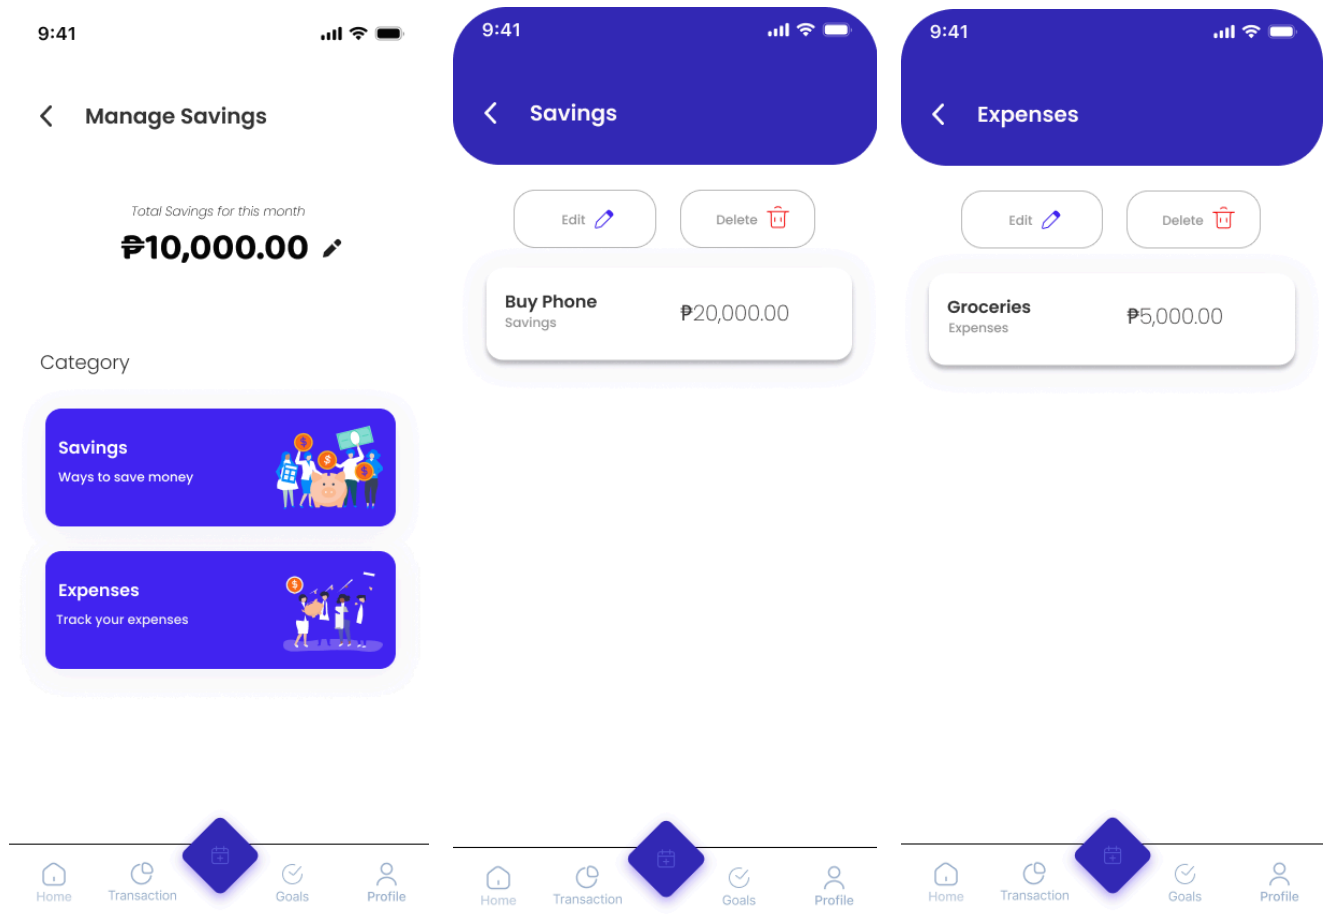 9:41
Manage Savings
Total Savings for this month
₱10,000.00
Category
Savings
Ways to save money
Expenses
Track your expenses
Home
Transaction
Goals
Profile
9:41
Savings
Edit
Delete
Buy Phone
Savings
₱20,000.00
Home
Transaction
Goals
Profile
9:41
Expenses
Edit
Delete
Groceries
Expenses
₱5,000.00
Home
Transaction
Goals
Profile